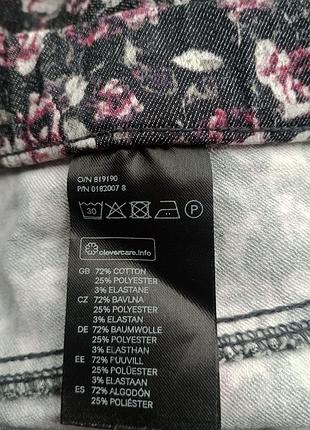 O/N 819190
P/N 0182007 8
30 P
clevercare.info
GB 72% COTTON
25% POLYESTER
3% ELASTANE
CZ 72% BAVLNA
25% POLYESTER
3% ELASTAN
DE 72% BAUMWOLLE
25% POLYESTER
3% ELASTHAN
EE 72% PUUVILL
25% POLÜESTER
3% ELASTAAN
ES 72% ALGODÓN
25% POLIÉSTER